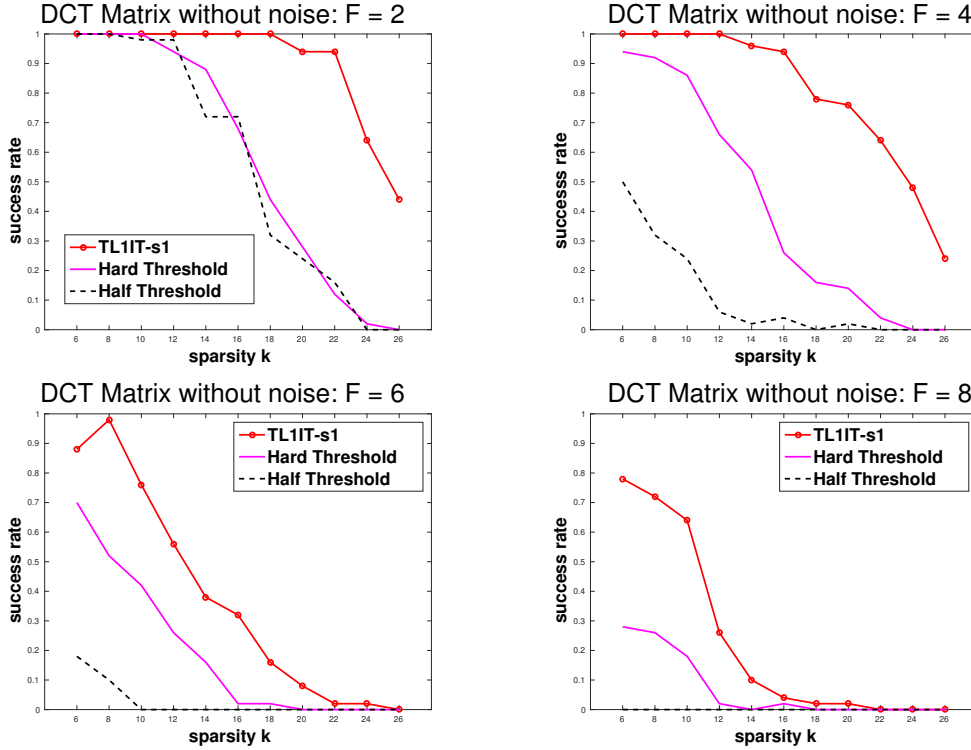 DCT Matrix without noise: F = 2
1
0.9
0.8
0.7
0.6
0.5
0.4
0.3
0.2
0.1
0
success rate
TL1IT-s1
Hard Threshold
Half Threshold
6 8 10 12 14 16 18 20 22 24 26
sparsity k
DCT Matrix without noise: F = 4
1
0.9
0.8
0.7
0.6
0.5
0.4
0.3
0.2
0.1
0
successs rate
6 8 10 12 14 16 18 20 22 24 26
sparsity k
DCT Matrix without noise: F = 6
1
0.9
0.8
0.7
0.6
0.5
0.4
0.3
0.2
0.1
0
success rate
TL1IT-s1
Hard Threshold
Half Threshold
6 8 10 12 14 16 18 20 22 24 26
sparsity k
DCT Matrix without noise: F = 8
1
0.9
0.8
0.7
0.6
0.5
0.4
0.3
0.2
0.1
0
success rate
TL1IT-s1
Hard Threshold
Half Threshold
6 8 10 12 14 16 18 20 22 24 26
sparsity k